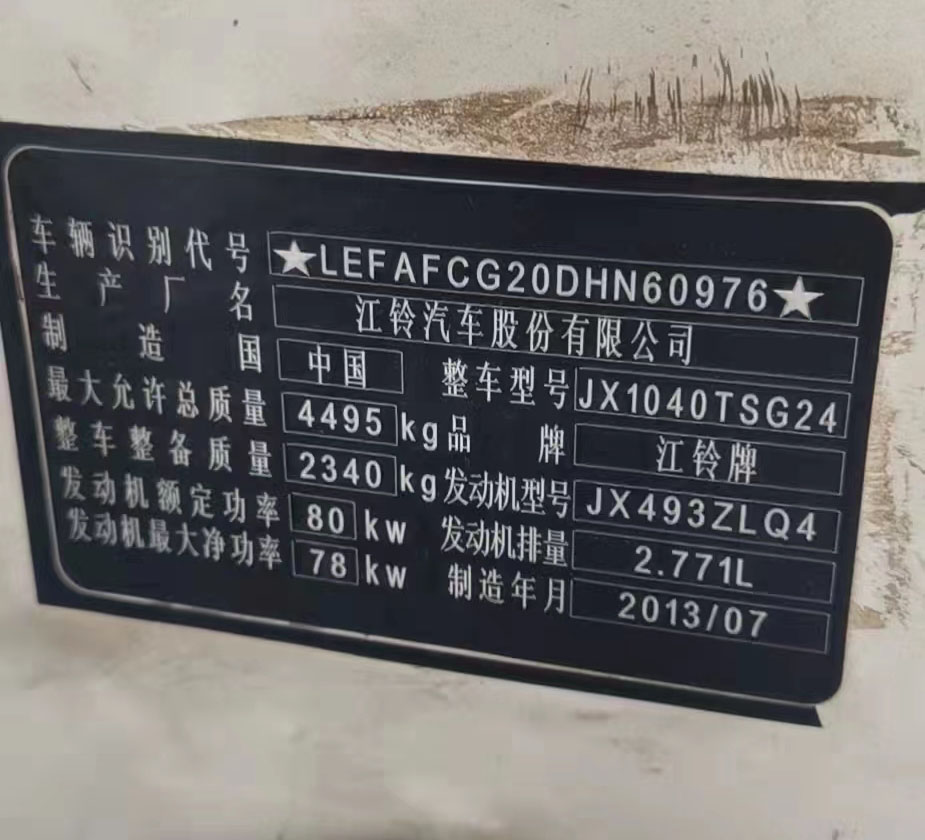 车辆识别代号 ★LEFAFCG20DHN60976★
生产厂名 江铃汽车股份有限公司
制造国 中国 整车型号 JX1040TSG24
最大允许总质量 4495 kg 品牌 江铃牌
整车整备质量 2340 kg 发动机型号 JX493ZLQ4
发动机额定功率 80 kw 发动机排量 2.771L
发动机最大净功率 78 kw 制造年月 2013/07